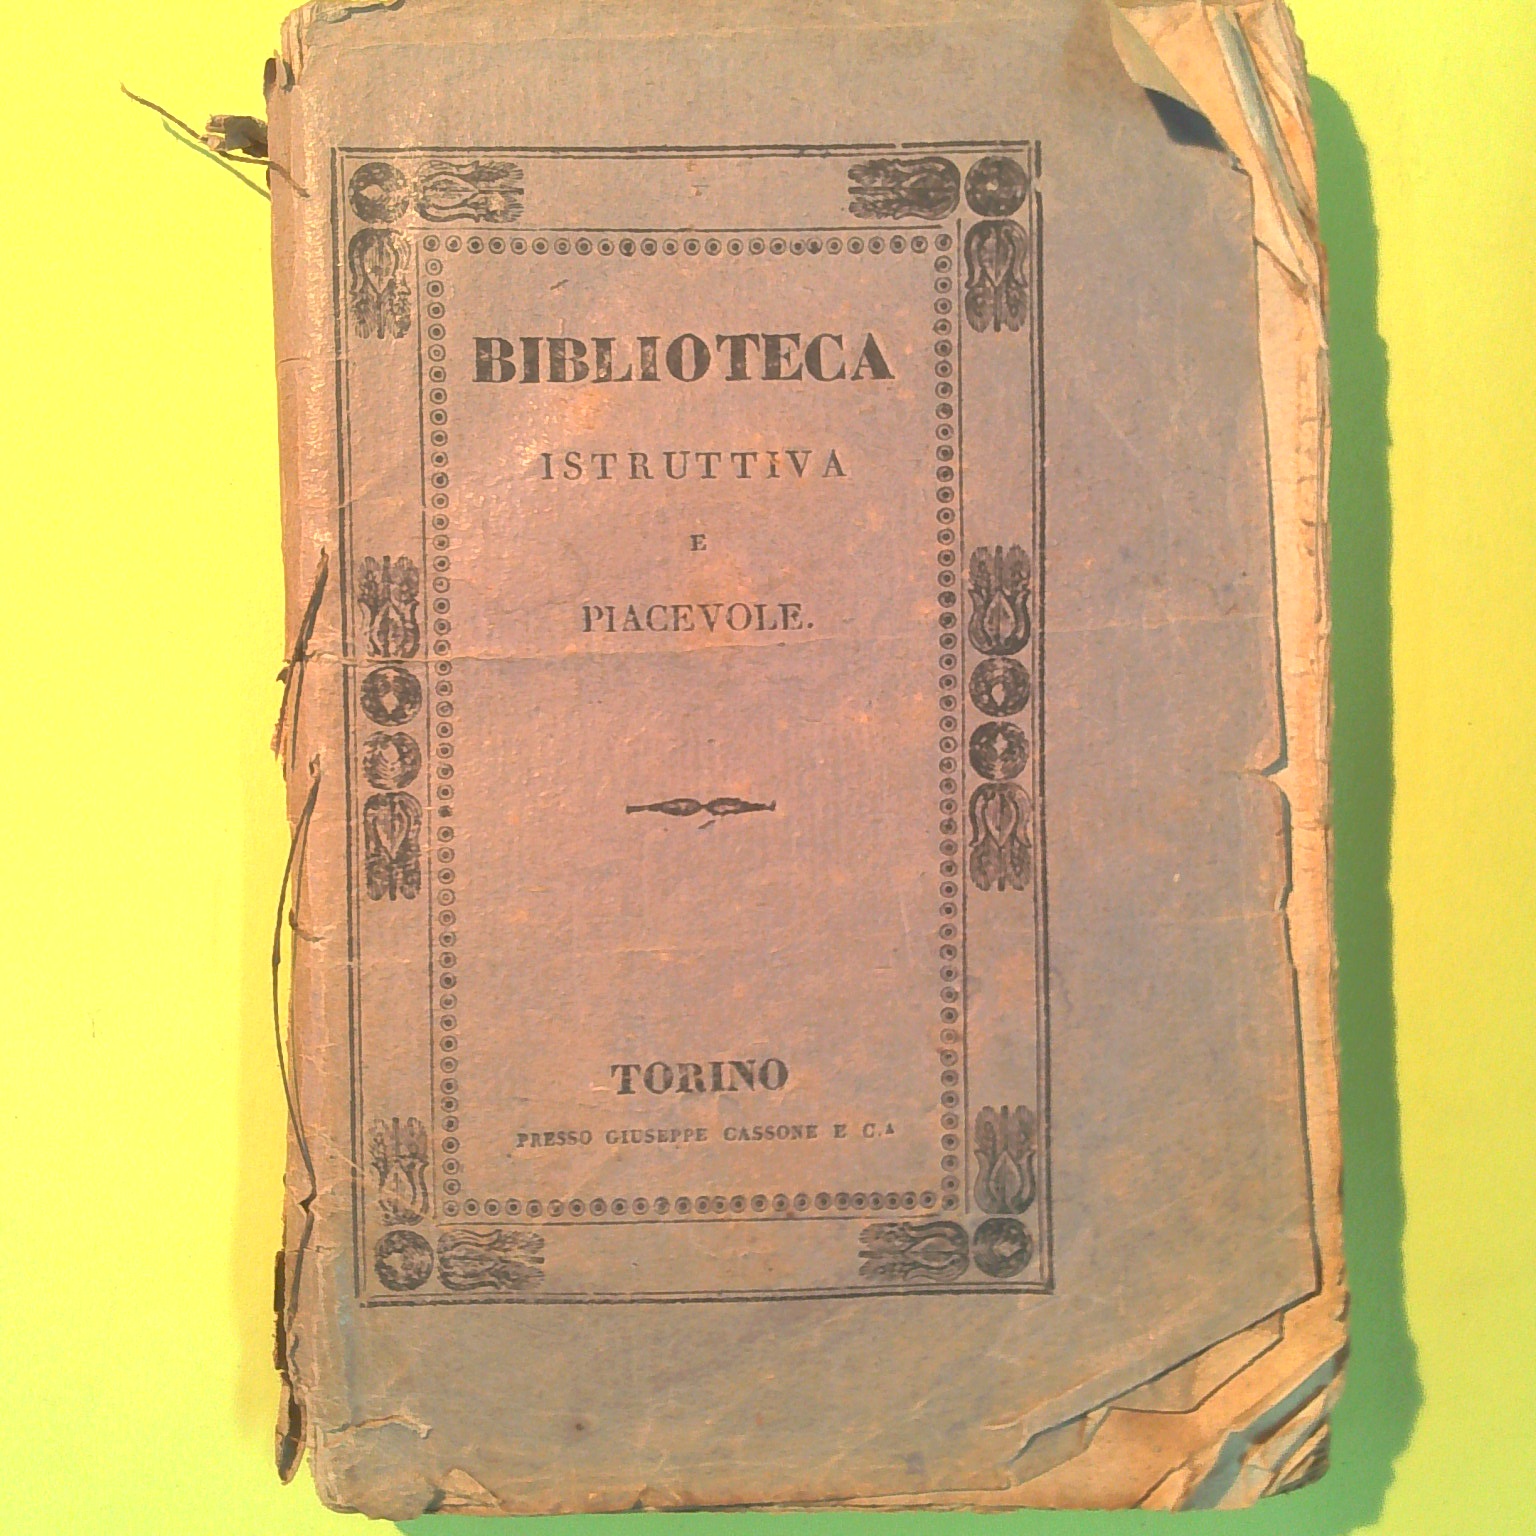 BIBLIOTECA
ISTRUTTIVA
E
PIACEVOLE.
TORINO
PRESSO GIUSEPPE CASSONE E C.A